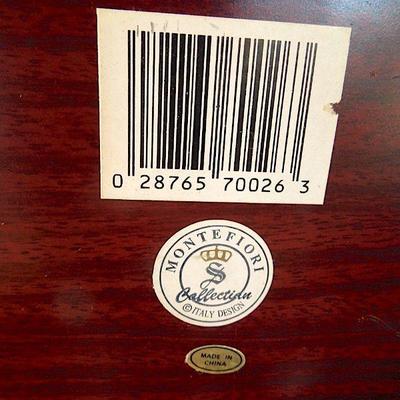 0 28765 70026 3
MONTEFIORI
S
Collection
© ITALY DESIGN
MADE IN
CHINA